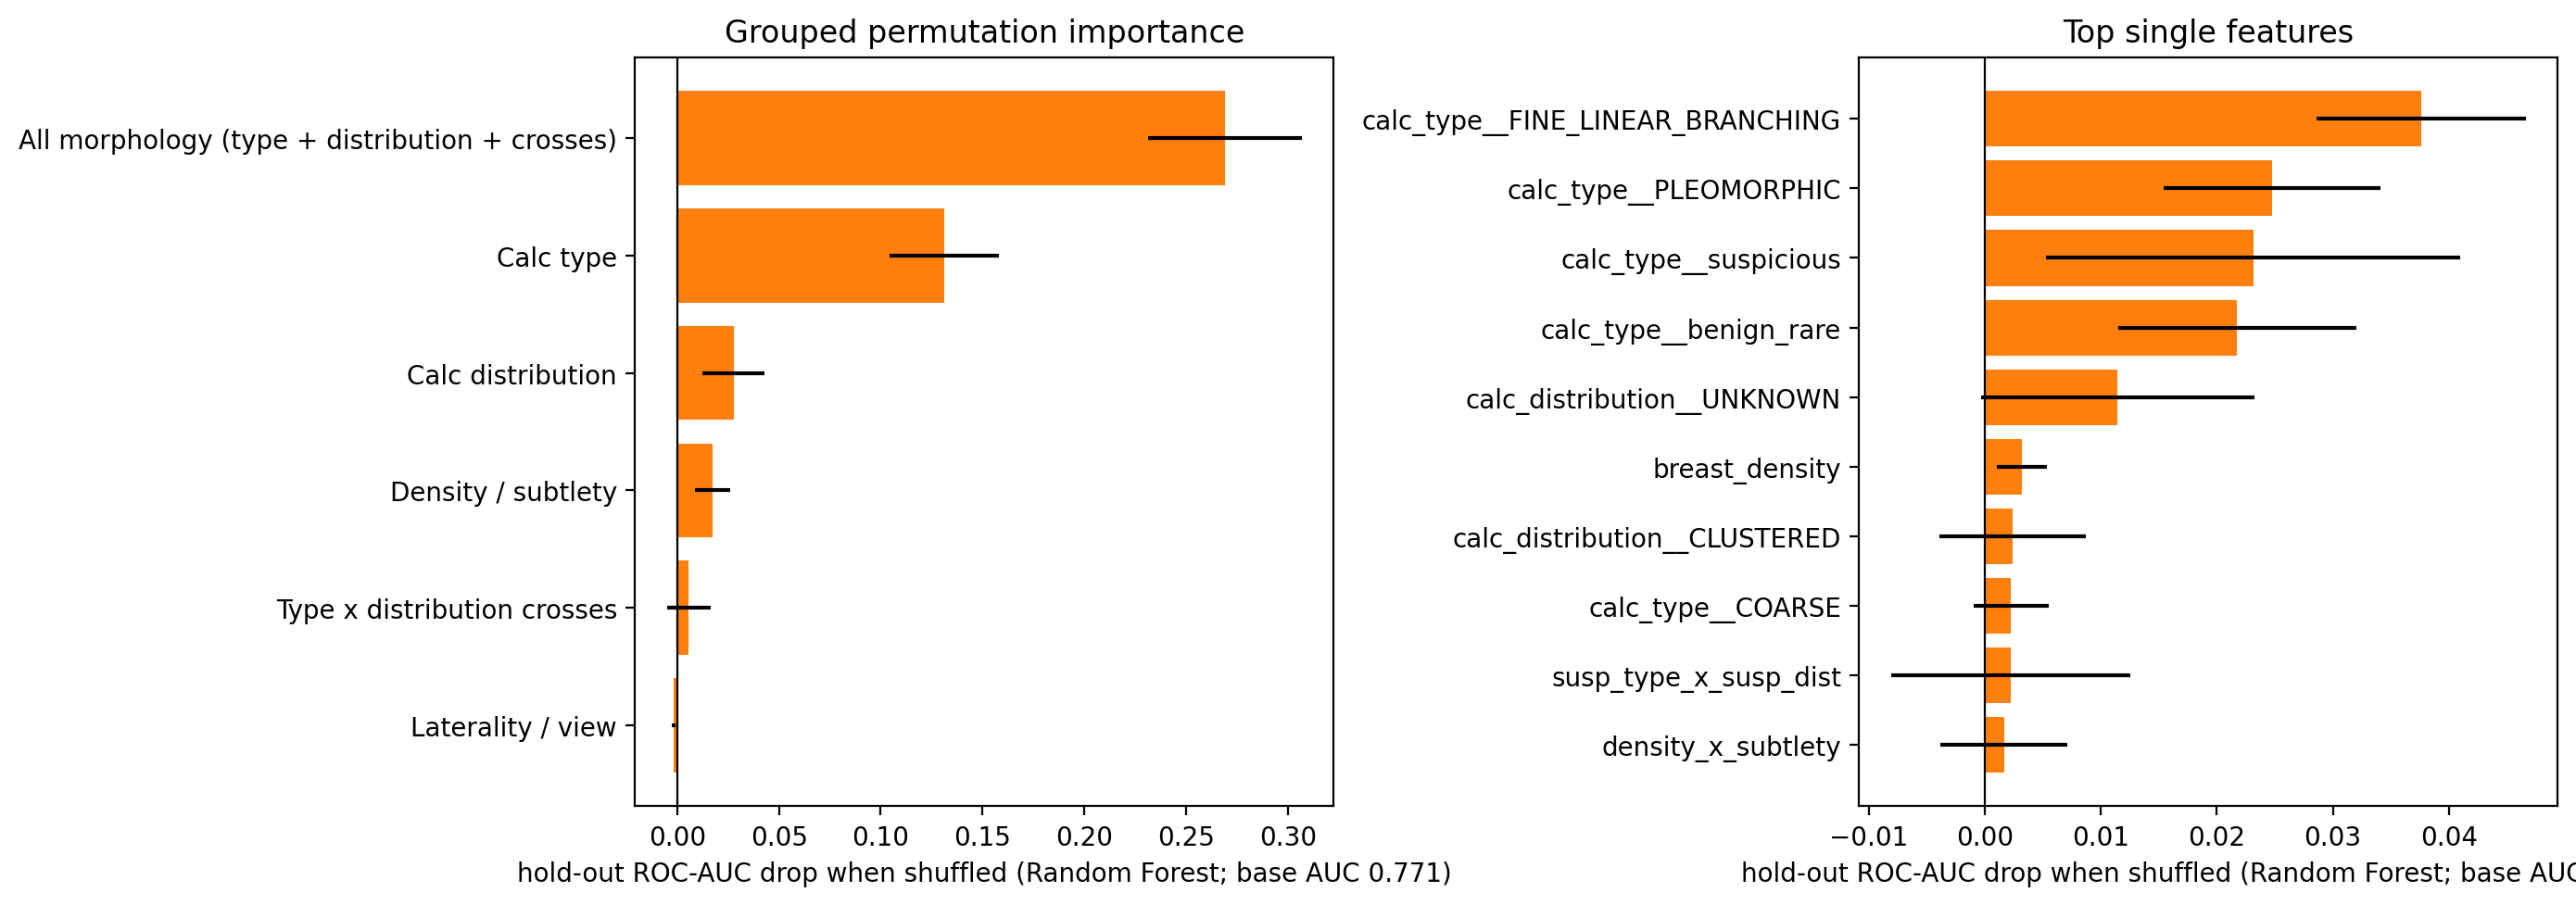 Grouped permutation importance
All morphology (type + distribution + crosses)
Calc type
Calc distribution
Density / subtlety
Type x distribution crosses
Laterality / view
0.00 0.05 0.10 0.15 0.20 0.25 0.30
hold-out ROC-AUC drop when shuffled (Random Forest; base AUC 0.771)
Top single features
calc_type__FINE_LINEAR_BRANCHING
calc_type__PLEOMORPHIC
calc_type__suspicious
calc_type__benign_rare
calc_distribution__UNKNOWN
breast_density
calc_distribution__CLUSTERED
calc_type__COARSE
susp_type_x_susp_dist
density_x_subtlety
−0.01 0.00 0.01 0.02 0.03 0.04
hold-out ROC-AUC drop when shuffled (Random Forest; base AUC